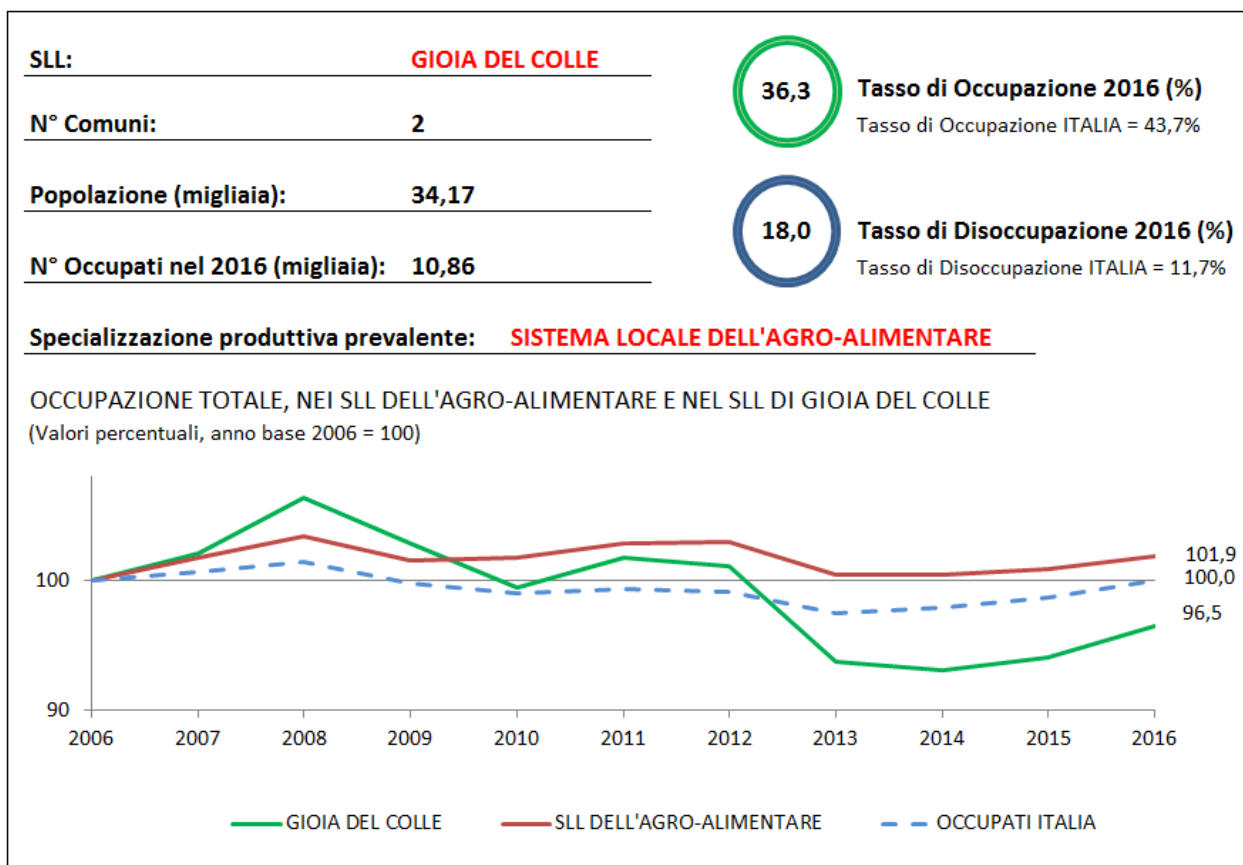 SLL: GIOIA DEL COLLE
N° Comuni: 2
Popolazione (migliaia): 34,17
N° Occupati nel 2016 (migliaia): 10,86
36,3
Tasso di Occupazione 2016 (%)
Tasso di Occupazione ITALIA = 43,7%
18,0
Tasso di Disoccupazione 2016 (%)
Tasso di Disoccupazione ITALIA = 11,7%
Specializzazione produttiva prevalente: SISTEMA LOCALE DELL'AGRO-ALIMENTARE
OCCUPAZIONE TOTALE, NEI SLL DELL'AGRO-ALIMENTARE E NEL SLL DI GIOIA DEL COLLE
(Valori percentuali, anno base 2006 = 100)
101,9
100
100,0
96,5
90
2006 2007 2008 2009 2010 2011 2012 2013 2014 2015 2016
GIOIA DEL COLLE SLL DELL'AGRO-ALIMENTARE OCCUPATI ITALIA